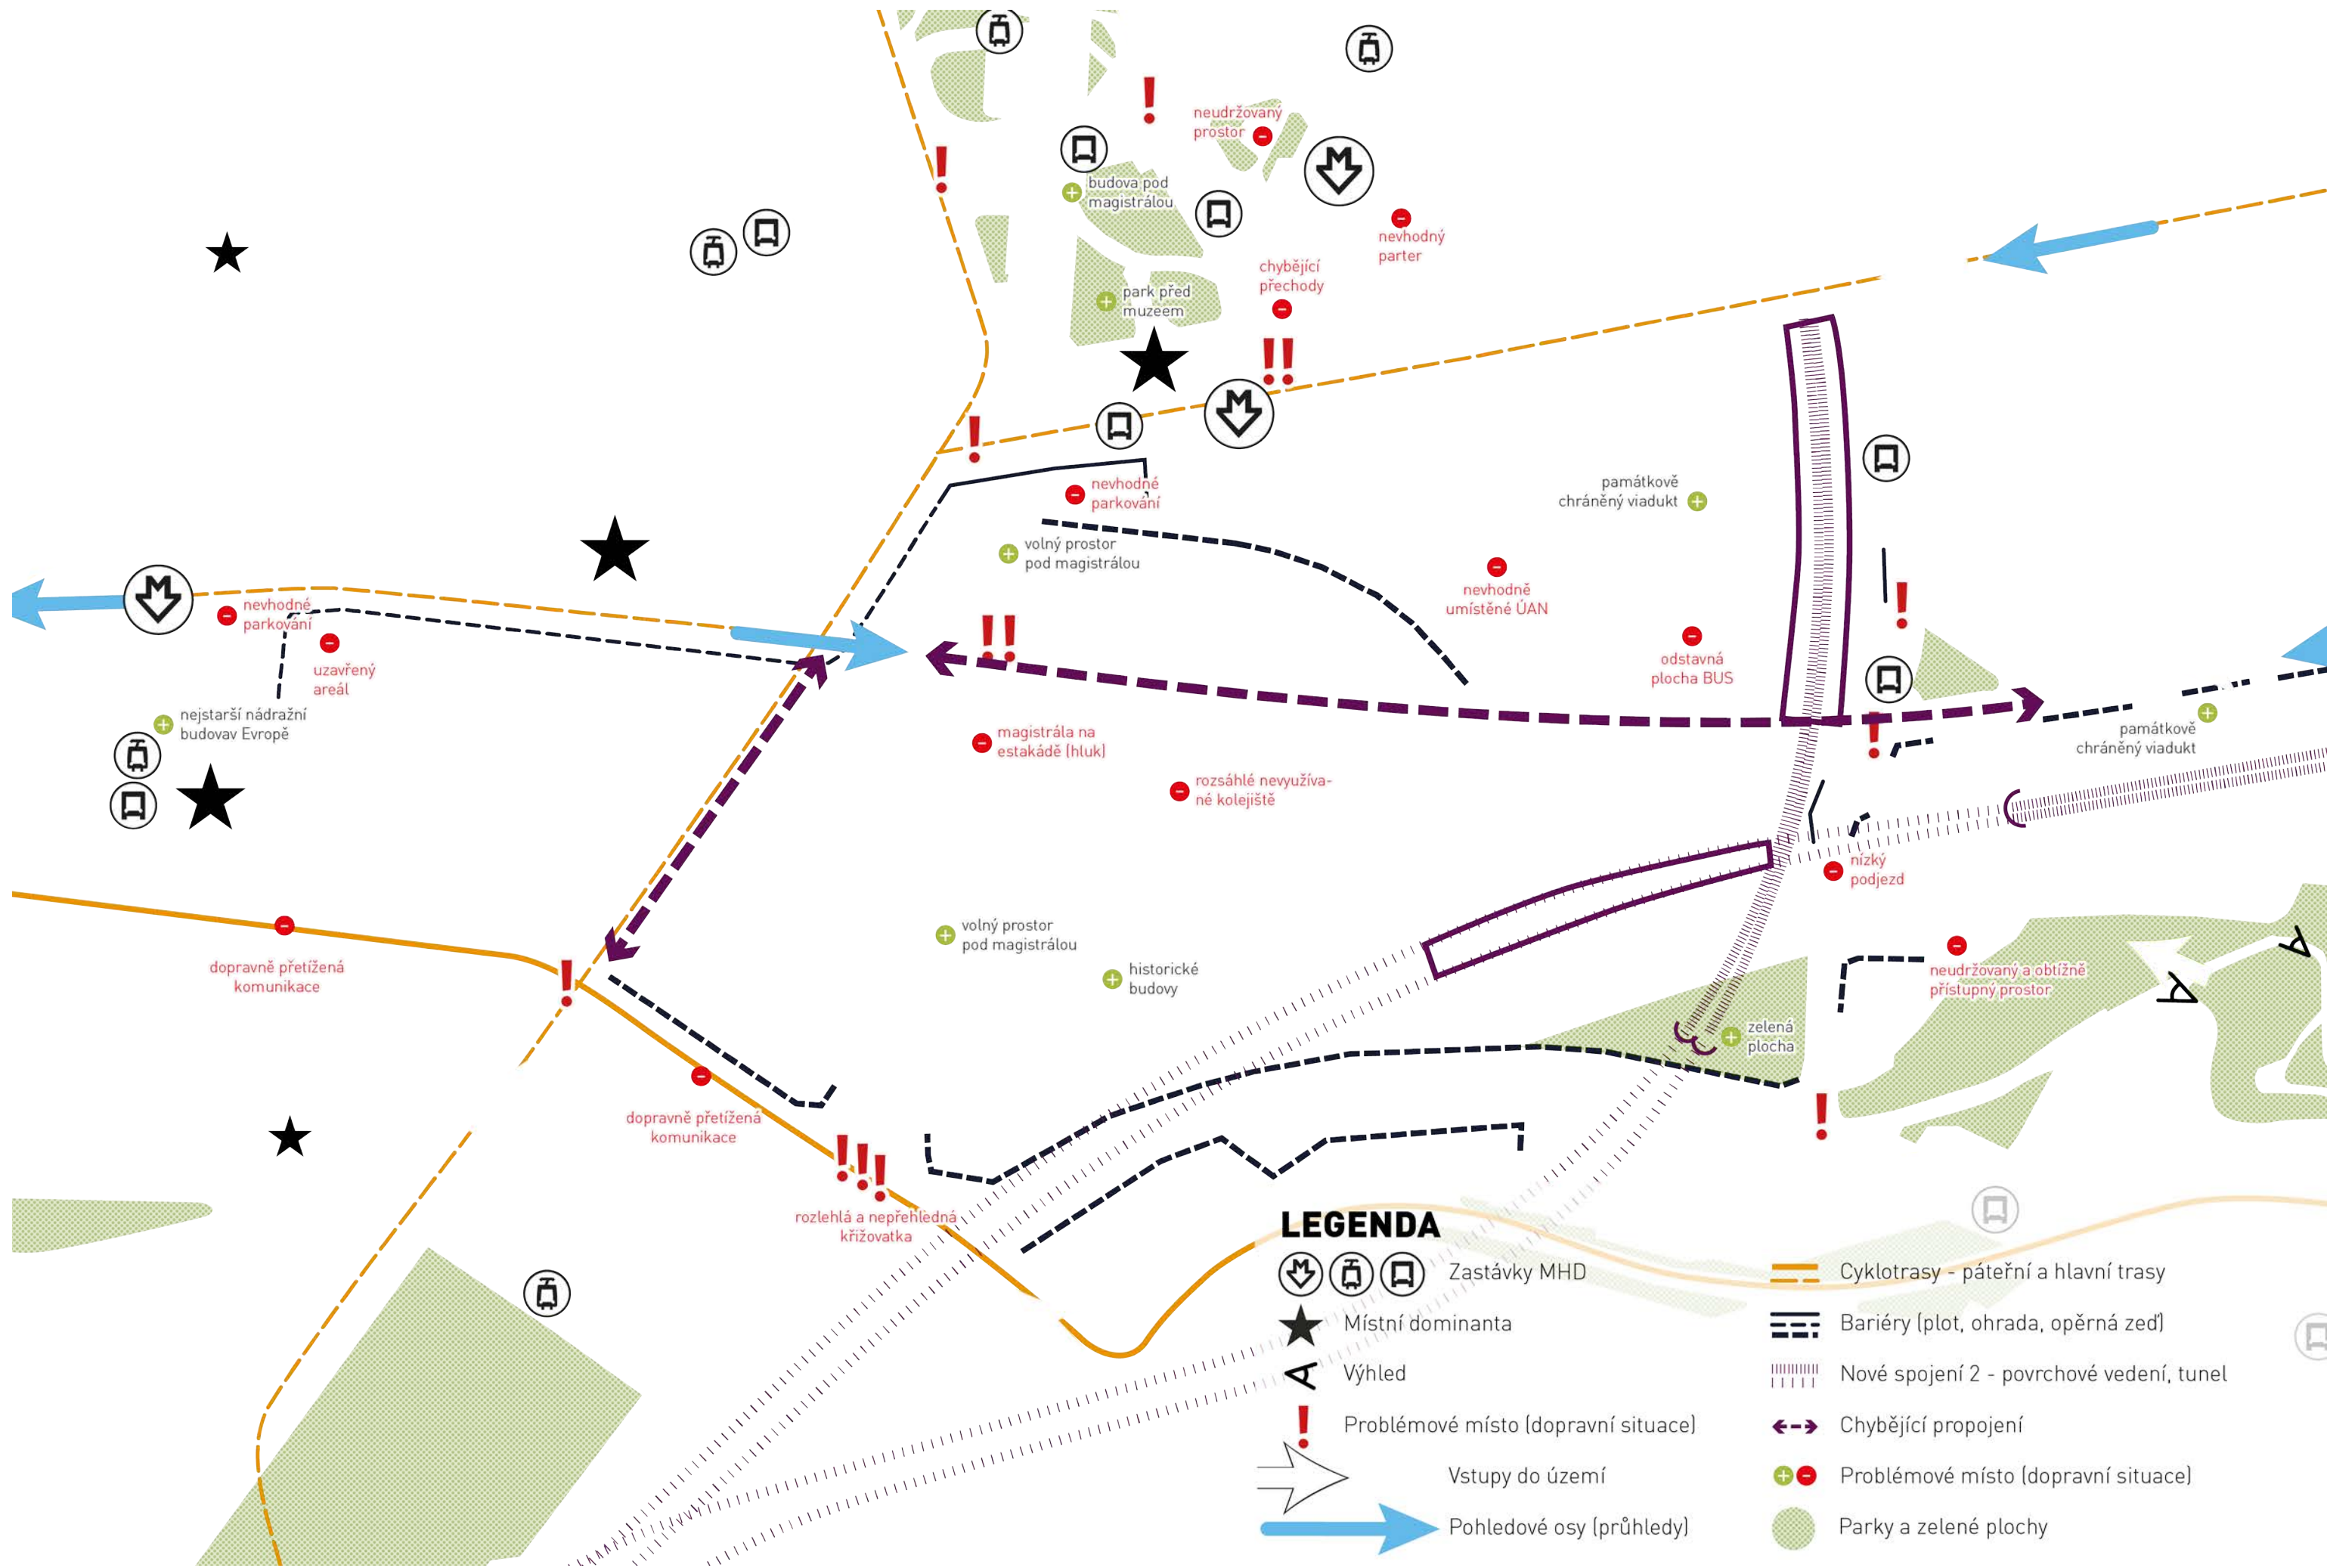 neudržovaný
prostor
budova pod
magistrálou
nevhodný
parter
chybějící
přechody
park před
muzeem
nevhodné
parkování
památkově
chráněný viadukt
volný prostor
pod magistrálou
nevhodně
umístěné ÚAN
nevhodné
parkování
uzavřený
areál
odstavná
plocha BUS
nejstarší nádražní
budovav Evropě
magistrála na
estakádě (hluk)
památkově
chráněný viadukt
rozsáhlé nevyužíva-
né kolejiště
nízký
podjezd
volný prostor
pod magistrálou
dopravně přetížená
komunikace
historické
budovy
neudržovaný a obtížně
přístupný prostor
zelená
plocha
dopravně přetížená
komunikace
rozlehlá a nepřehledná
křižovatka
LEGENDA
Zastávky MHD
Místní dominanta
Výhled
Problémové místo (dopravní situace)
Vstupy do území
Pohledové osy (průhledy)
Cyklotrasy - páteřní a hlavní trasy
Bariéry (plot, ohrada, opěrná zeď)
Nové spojení 2 - povrchové vedení, tunel
Chybějící propojení
Problémové místo (dopravní situace)
Parky a zelené plochy